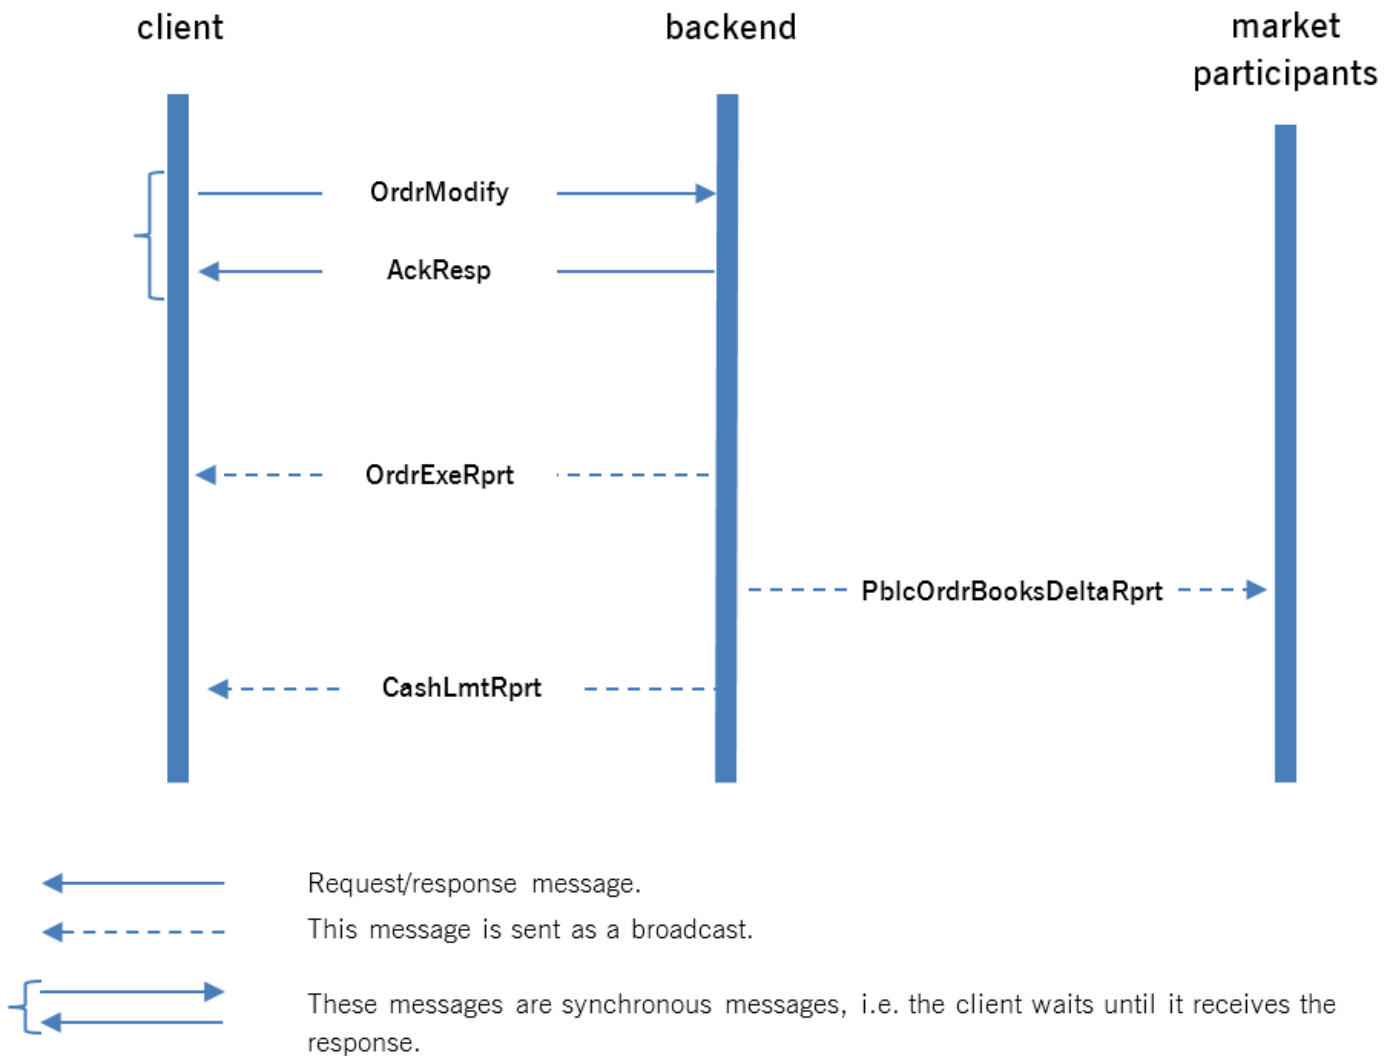 client
backend
market
participants
OrdrModify
AckResp
OrdrExeRprt
PblcOrdrBooksDeltaRprt
CashLmtRprt
Request/response message.
This message is sent as a broadcast.
These messages are synchronous messages, i.e. the client waits until it receives the
response.